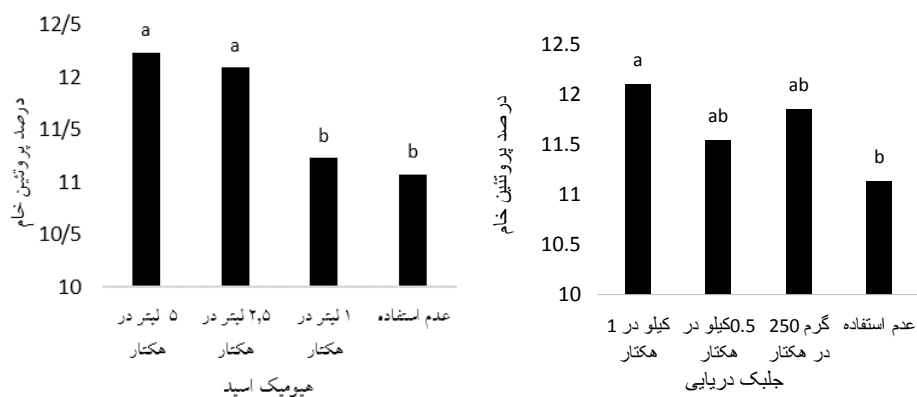 12/5
12
11/5
11
10/5
10
درصد پروتئین خام
a
a
b
b
۵ لیتر در
هکتار
۲,۵ لیتر در
هکتار
۱ لیتر در
هکتار
عدم استفاده
هیومیک اسید
12.5
12
11.5
11
10.5
10
درصد پروتئین خام
a
ab
ab
b
کیلو در 1
هکتار
0.5کیلو در
هکتار
گرم 250
در هکتار
عدم استفاده
جلبک دریایی